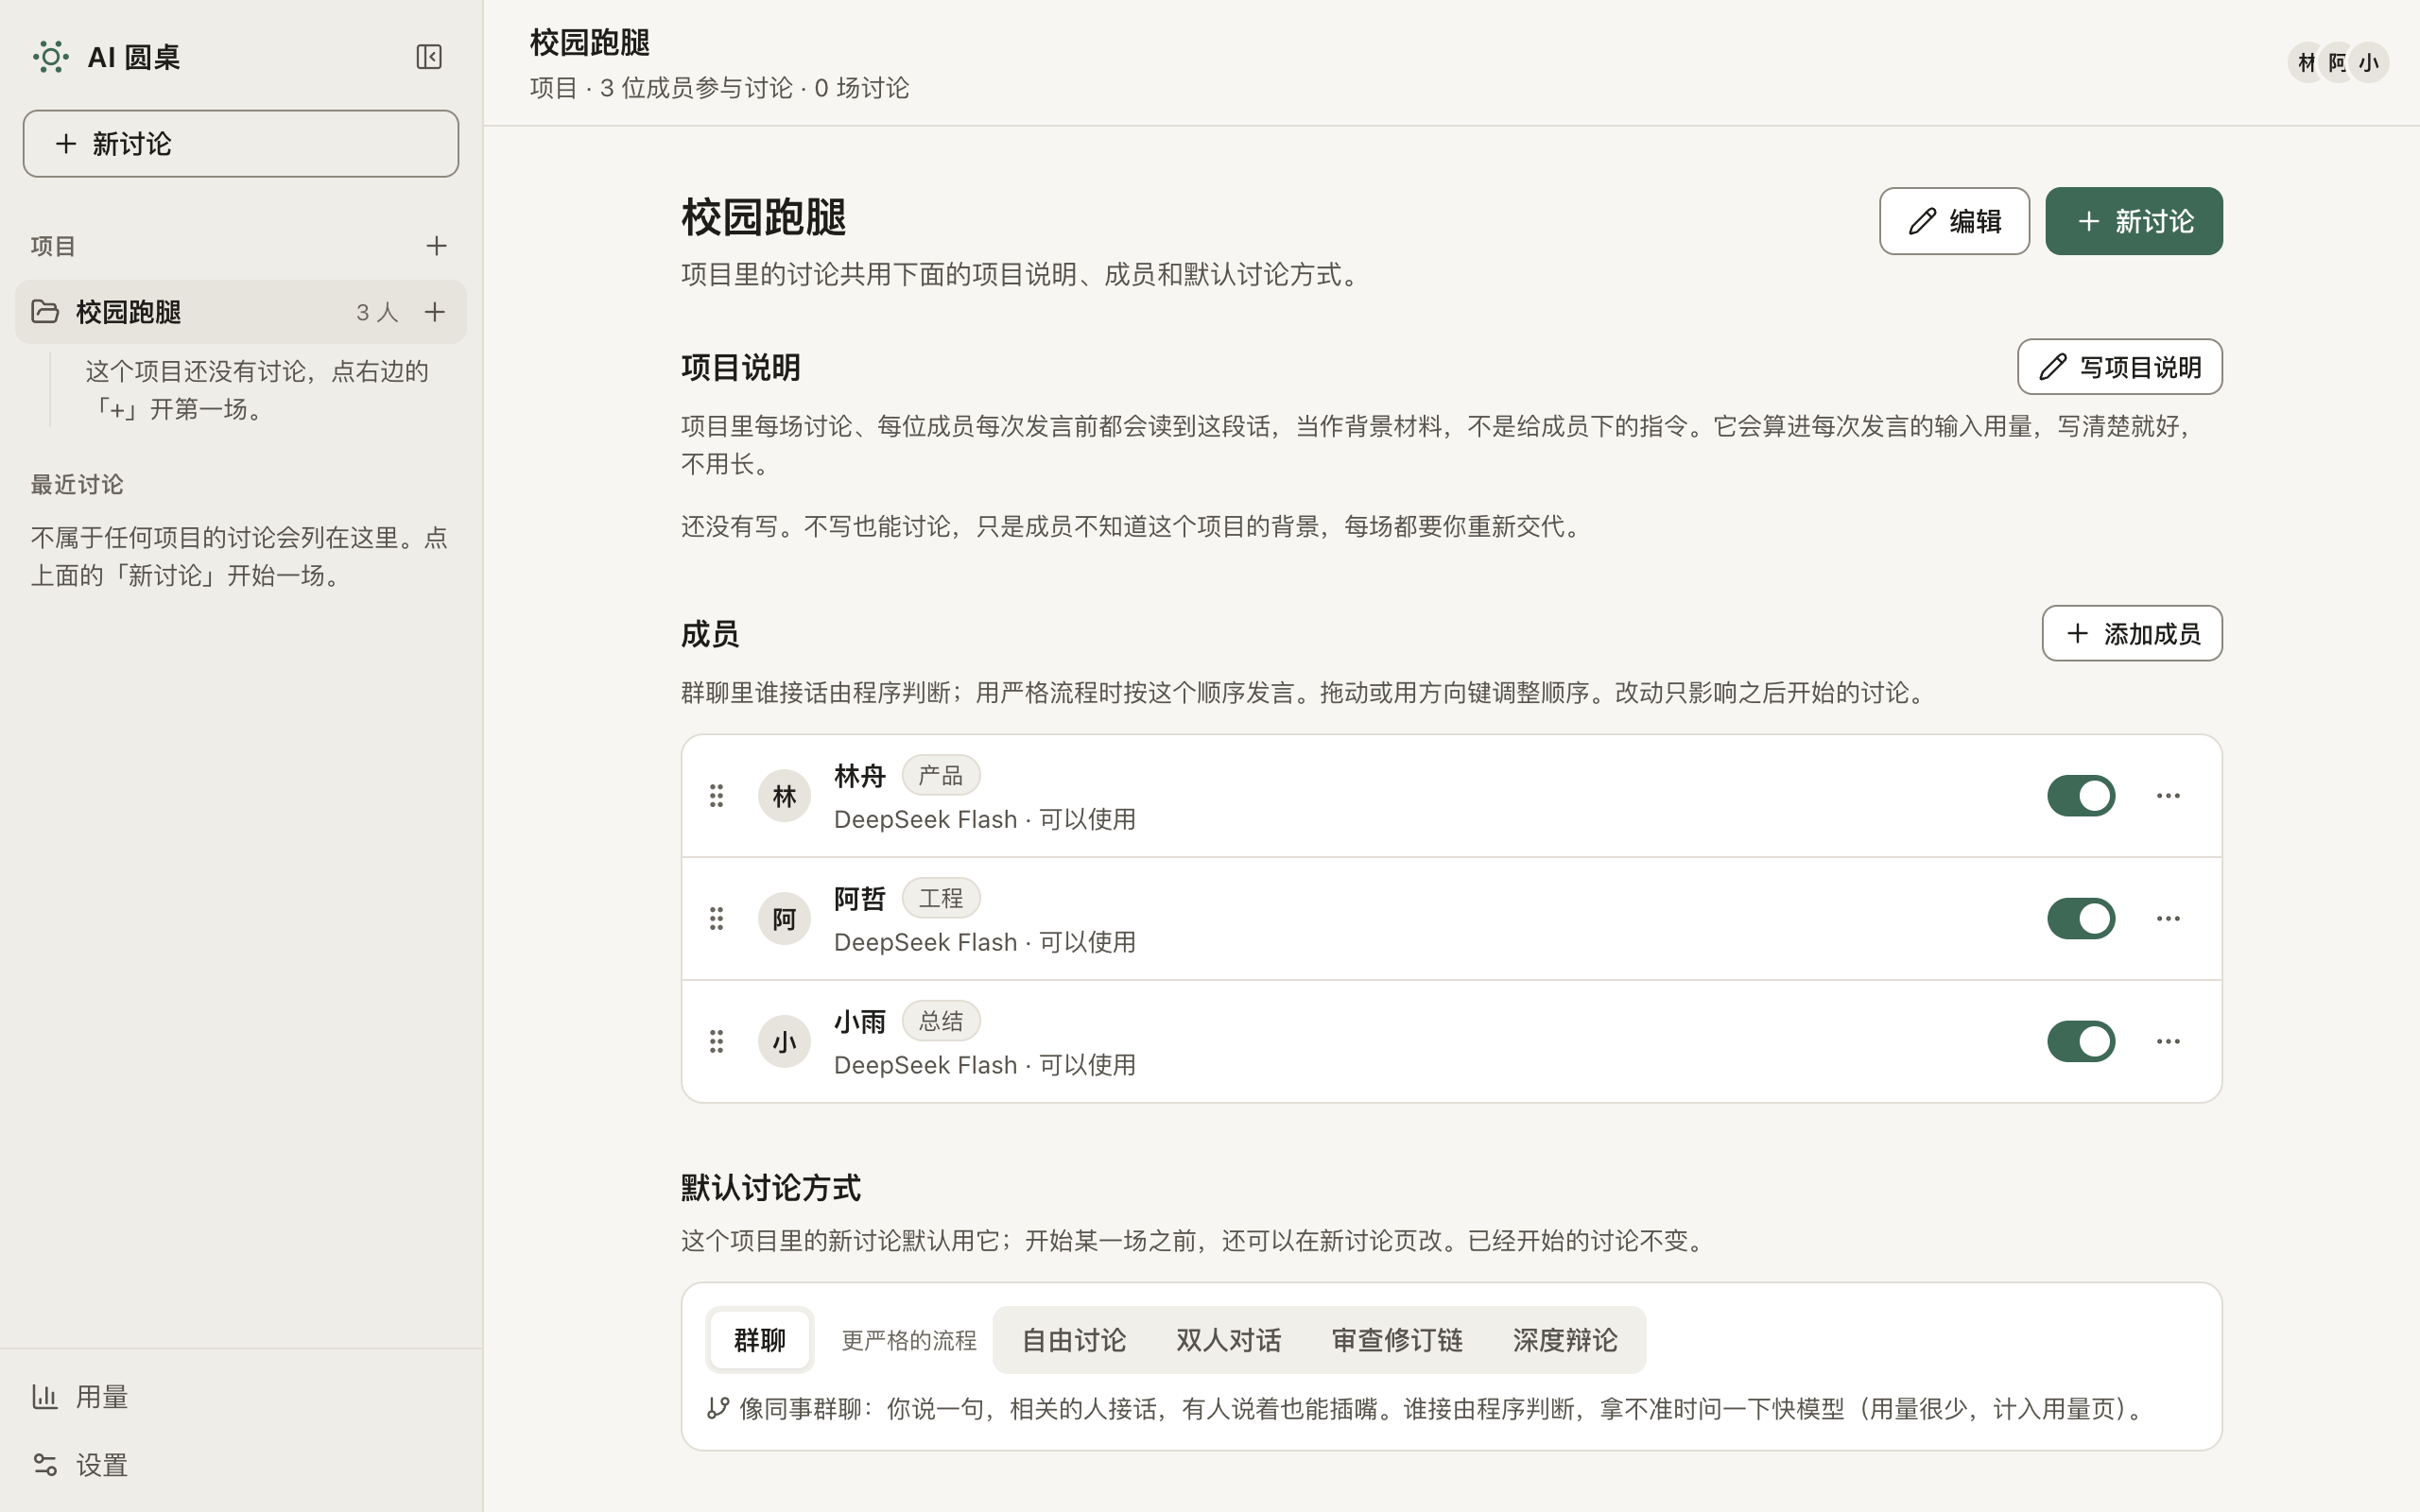 AI 圆桌
新讨论
项目
校园跑腿 3 人
这个项目还没有讨论，点右边的
「+」开第一场。
最近讨论
不属于任何项目的讨论会列在这里。点
上面的「新讨论」开始一场。
用量
设置
校园跑腿
项目 · 3 位成员参与讨论 · 0 场讨论
林 阿 小
校园跑腿
编辑
新讨论
项目里的讨论共用下面的项目说明、成员和默认讨论方式。
项目说明
写项目说明
项目里每场讨论、每位成员每次发言前都会读到这段话，当作背景材料，不是给成员下的指令。它会算进每次发言的输入用量，写清楚就好，
不用长。
还没有写。不写也能讨论，只是成员不知道这个项目的背景，每场都要你重新交代。
成员
添加成员
群聊里谁接话由程序判断；用严格流程时按这个顺序发言。拖动或用方向键调整顺序。改动只影响之后开始的讨论。
林
林舟 产品
DeepSeek Flash · 可以使用
阿
阿哲 工程
DeepSeek Flash · 可以使用
小
小雨 总结
DeepSeek Flash · 可以使用
默认讨论方式
这个项目里的新讨论默认用它；开始某一场之前，还可以在新讨论页改。已经开始的讨论不变。
群聊 更严格的流程 自由讨论 双人对话 审查修订链 深度辩论
像同事群聊：你说一句，相关的人接话，有人说着也能插嘴。谁接由程序判断，拿不准时问一下快模型（用量很少，计入用量页）。